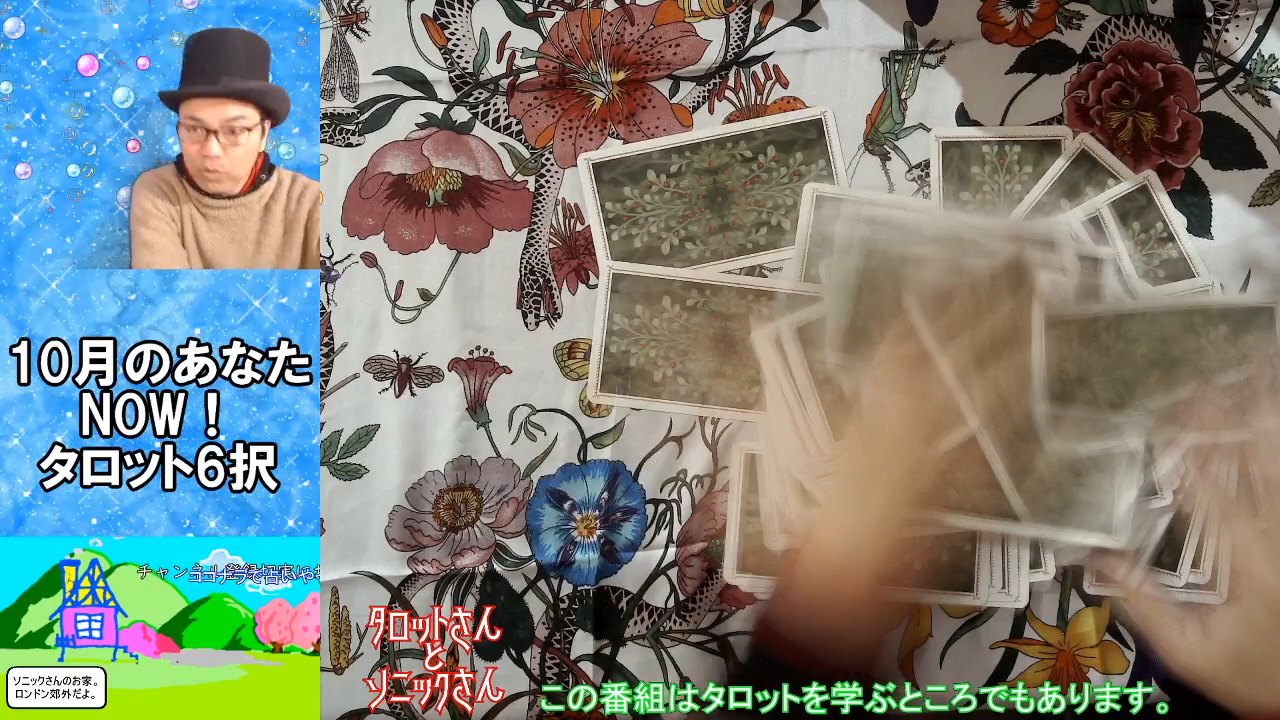 10月のあなた
NOW！
タロット6択
ソニックさんのお家。
ロンドン郊外だよ。
タロットさん
と
ソニックさん
この番組はタロットを学ぶところでもあります。